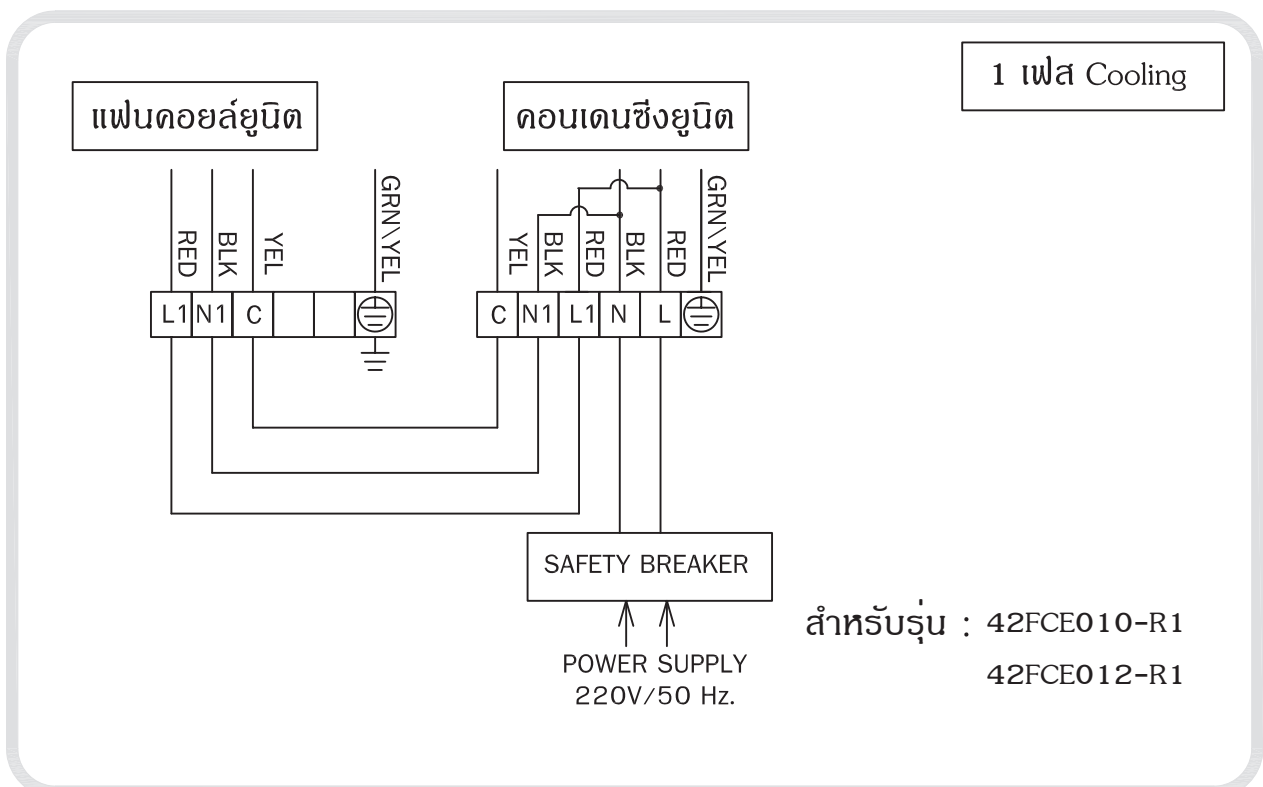 1 เฟส Cooling
แฟนคอยล์ยูนิต
คอนเดนซิ่งยูนิต
RED
BLK
YEL
GRN\YEL
YEL
BLK
RED
BLK
RED
GRN\YEL
L1 N1 C
C N1 L1 N L
SAFETY BREAKER
POWER SUPPLY
220V/50 Hz.
สำหรับรุ่น : 42FCE010-R1
42FCE012-R1